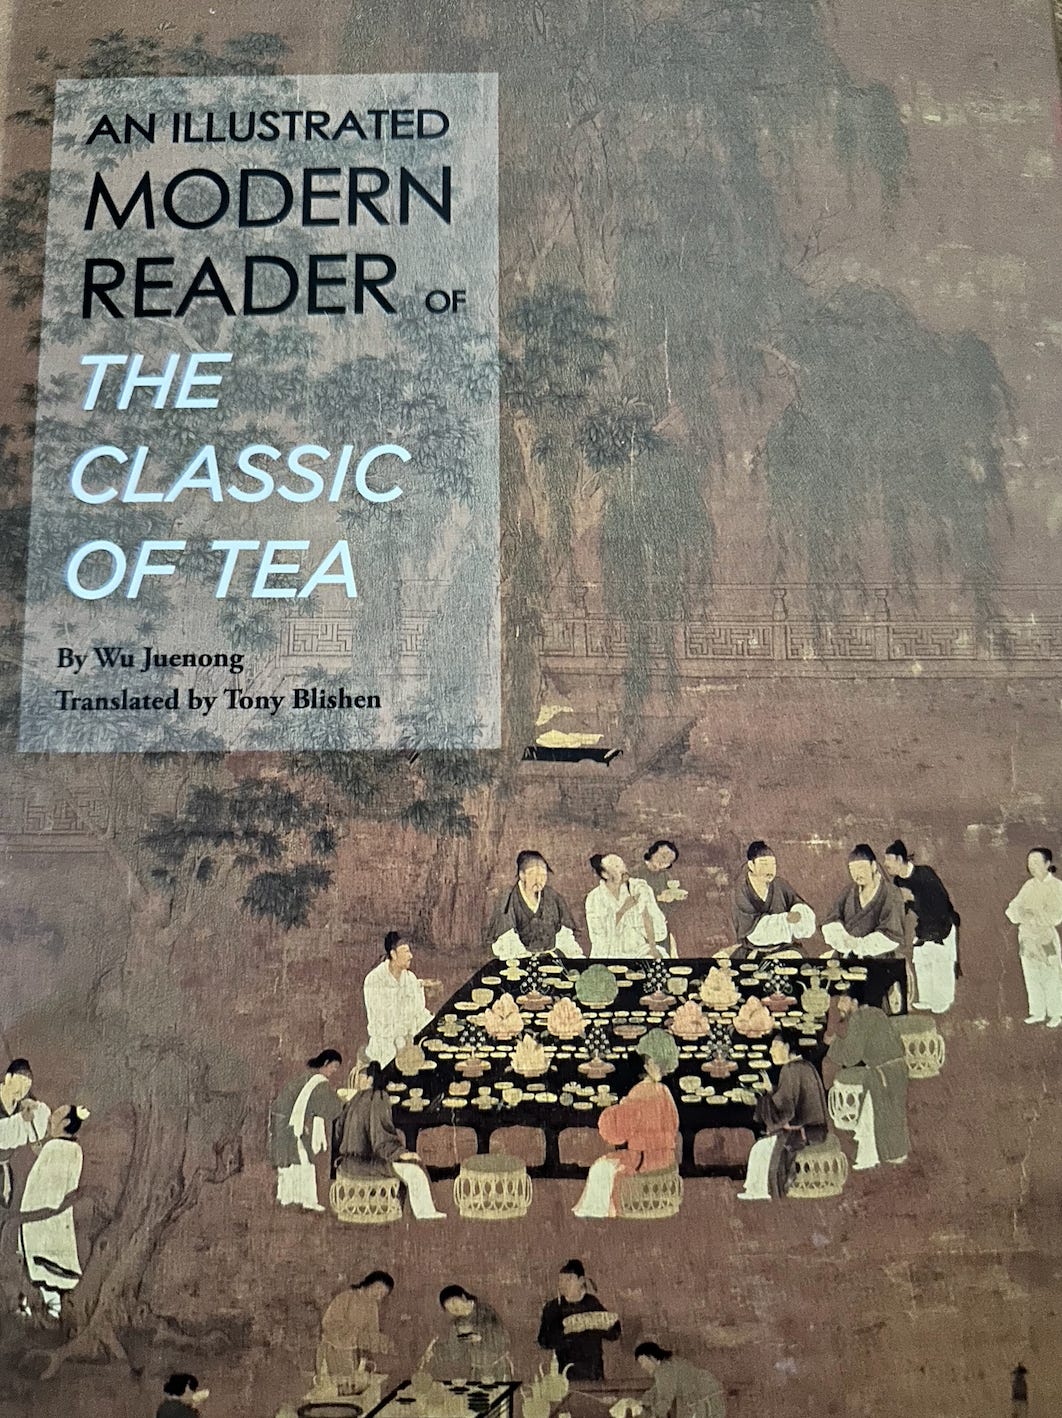 AN ILLUSTRATED
MODERN
READER OF
THE
CLASSIC
OF TEA
By Wu Juenong
Translated by Tony Blishen